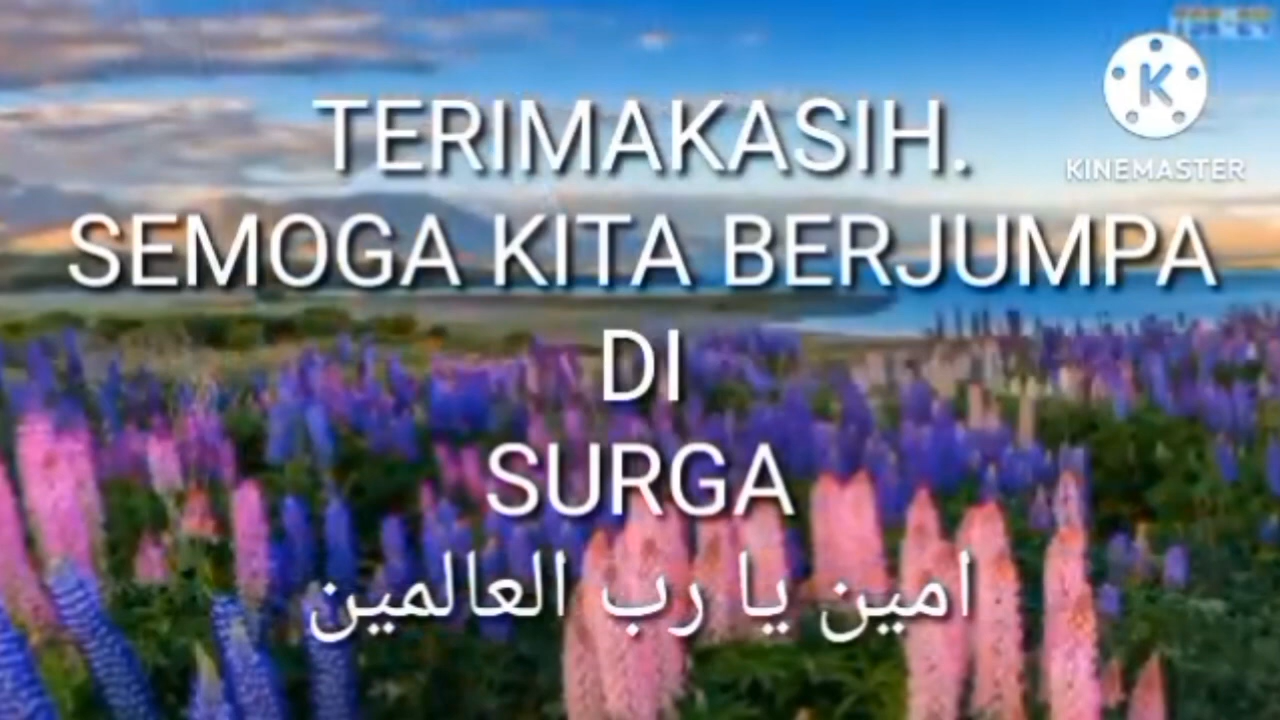 TERIMAKASIH.
SEMOGA KITA BERJUMPA
DI
SURGA
امين يا رب العالمين
K
KINEMASTER